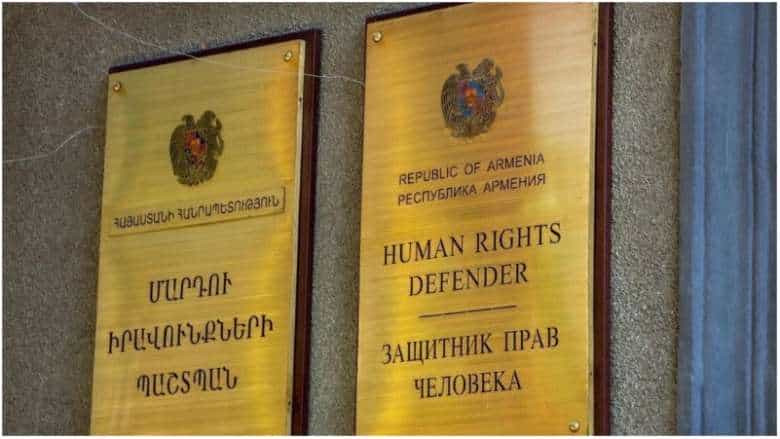 ՀԱՅԱՍՏԱՆԻ ՀԱՆՐԱՊԵՏՈՒԹՅՈՒՆ
ՄԱՐԴՈՒ
ԻՐԱՎՈՒՆՔՆԵՐԻ
ՊԱՇՏՊԱՆ
REPUBLIC OF ARMENIA
РЕСПУБЛИКА АРМЕНИЯ
HUMAN RIGHTS
DEFENDER
ЗАЩИТНИК ПРАВ
ЧЕЛОВЕКА